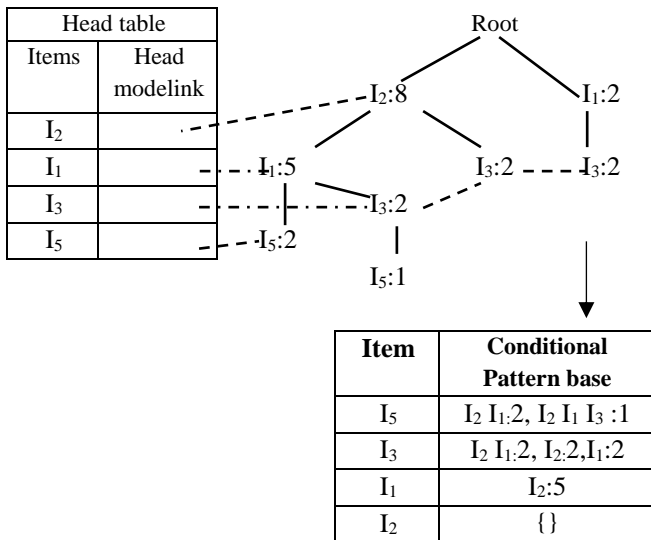 Head table
Items Head modelink
I₂
I₁
I₃
I₅
Root
I₂:8 I₁:2
I₁:5 I₃:2 I₃:2
I₃:2
I₅:2
I₅:1
Item Conditional Pattern base
I₅ I₂ I₁:2, I₂ I₁ I₃ :1
I₃ I₂ I₁:2, I₂:2,I₁:2
I₁ I₂:5
I₂ {}